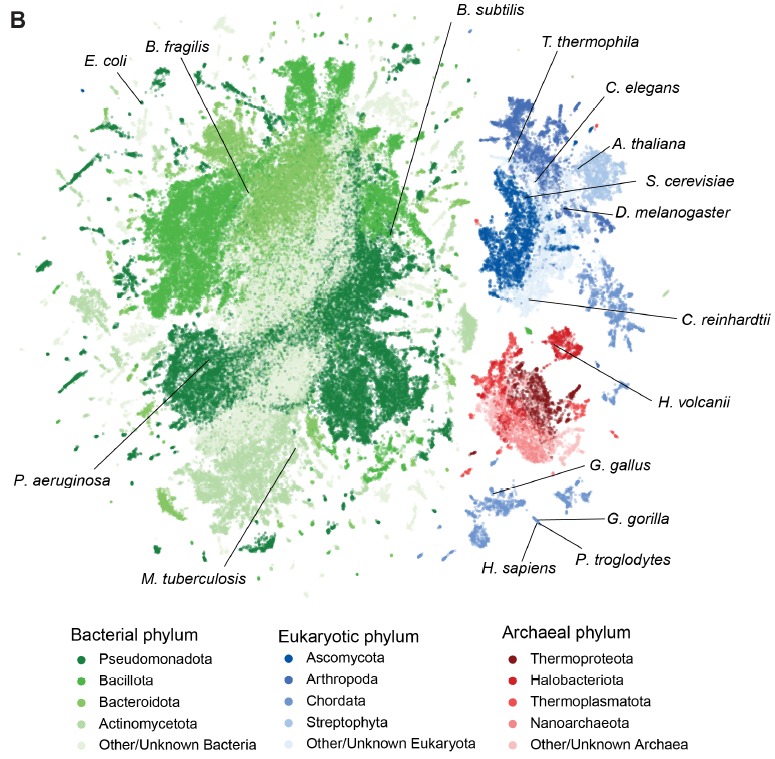 B
B. subtilis
E. coli
B. fragilis
T. thermophila
C. elegans
A. thaliana
S. cerevisiae
D. melanogaster
C. reinhardtii
H. volcanii
P. aeruginosa
G. gallus
G. gorilla
P. troglodytes
H. sapiens
M. tuberculosis
Bacterial phylum
Pseudomonadota
Bacillota
Bacteroidota
Actinomycetota
Other/Unknown Bacteria
Eukaryotic phylum
Ascomycota
Arthropoda
Chordata
Streptophyta
Other/Unknown Eukaryota
Archaeal phylum
Thermoproteota
Halobacteriota
Thermoplasmatota
Nanoarchaeota
Other/Unknown Archaea